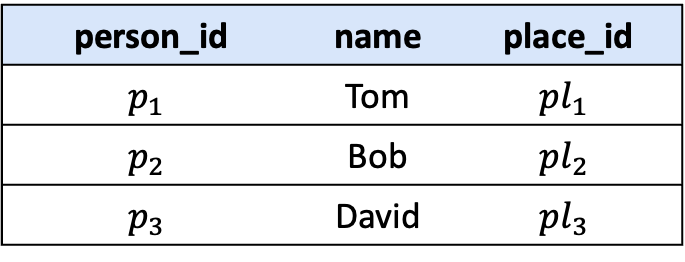 person_id name place_id
p₁ Tom pl₁
p₂ Bob pl₂
p₃ David pl₃